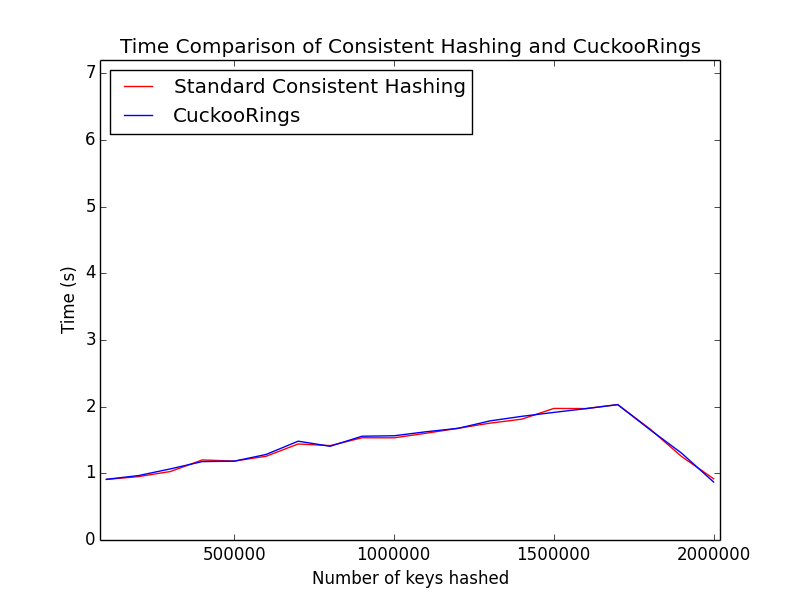 Time Comparison of Consistent Hashing and CuckooRings
Standard Consistent Hashing
CuckooRings
7
6
5
4
3
2
1
0
Time (s)
500000
1000000
1500000
2000000
Number of keys hashed